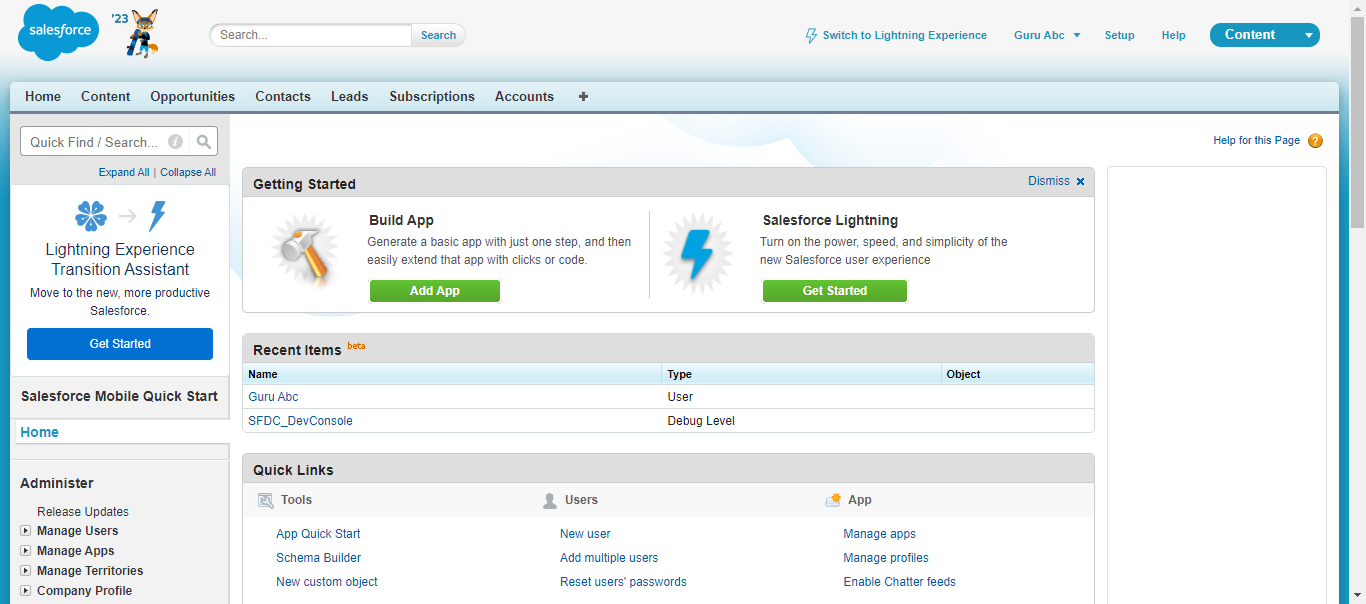 salesforce
'23
Search...
Search
Switch to Lightning Experience
Guru Abc
Setup
Help
Content
Home
Content
Opportunities
Contacts
Leads
Subscriptions
Accounts
+
Quick Find / Search...
i
Expand All | Collapse All
Lightning Experience
Transition Assistant
Move to the new, more productive
Salesforce.
Get Started
Salesforce Mobile Quick Start
Home
Administer
Release Updates
Manage Users
Manage Apps
Manage Territories
Company Profile
Help for this Page ?
Getting Started
Dismiss x
Build App
Generate a basic app with just one step, and then
easily extend that app with clicks or code.
Add App
Salesforce Lightning
Turn on the power, speed, and simplicity of the
new Salesforce user experience
Get Started
Recent Items beta
Name Type Object
Guru Abc User
SFDC_DevConsole Debug Level
Quick Links
Tools
App Quick Start
Schema Builder
New custom object
Users
New user
Add multiple users
Reset users' passwords
App
Manage apps
Manage profiles
Enable Chatter feeds